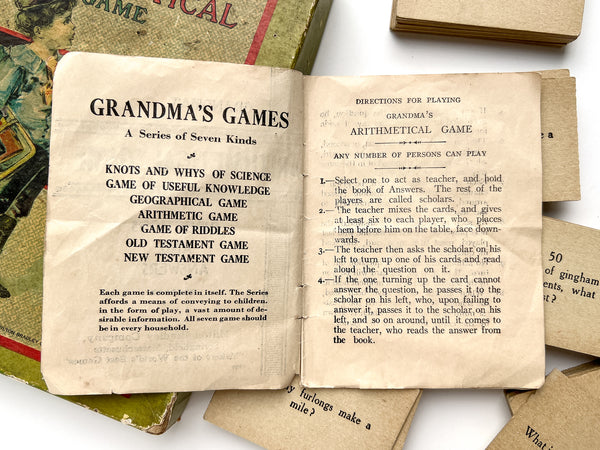 TICAL
GAME
GRANDMA'S GAMES
A Series of Seven Kinds
KNOTS AND WHYS OF SCIENCE
GAME OF USEFUL KNOWLEDGE
GEOGRAPHICAL GAME
ARITHMETIC GAME
GAME OF RIDDLES
OLD TESTAMENT GAME
NEW TESTAMENT GAME
Each game is complete in itself. The Series
affords a means of conveying to children,
in the form of play, a vast amount of de-
sirable information. All seven game should
be in every household.
DIRECTIONS FOR PLAYING
GRANDMA'S
ARITHMETICAL GAME
ANY NUMBER OF PERSONS CAN PLAY
1.—Select one to act as teacher, and hold
the book of Answers. The rest of the
players are called scholars.
2.—The teacher mixes the cards, and gives
at least six to each player, who places
them before him on the table, face down-
wards.
3.—The teacher then asks the scholar on his
left to turn up one of his cards and read
aloud the question on it.
4.—If the one turning up the card cannot
answer the question, he passes it to the
scholar on his left, who, upon failing to
answer it, passes it to the scholar on his
left, and so on around, until it comes to
the teacher, who reads the answer from
the book.
50
of gingham
ents, what
st?
y furlongs make a
mile?
What i
BRADLEY